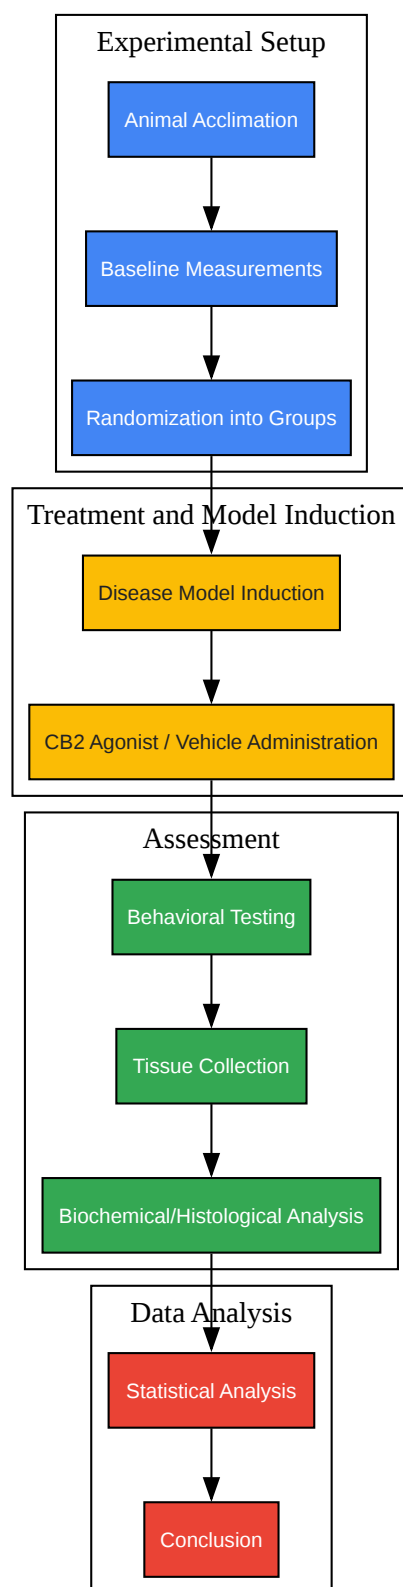 Experimental Setup
Animal Acclimation
Baseline Measurements
Randomization into Groups
Treatment and Model Induction
Disease Model Induction
CB2 Agonist / Vehicle Administration
Assessment
Behavioral Testing
Tissue Collection
Biochemical/Histological Analysis
Data Analysis
Statistical Analysis
Conclusion